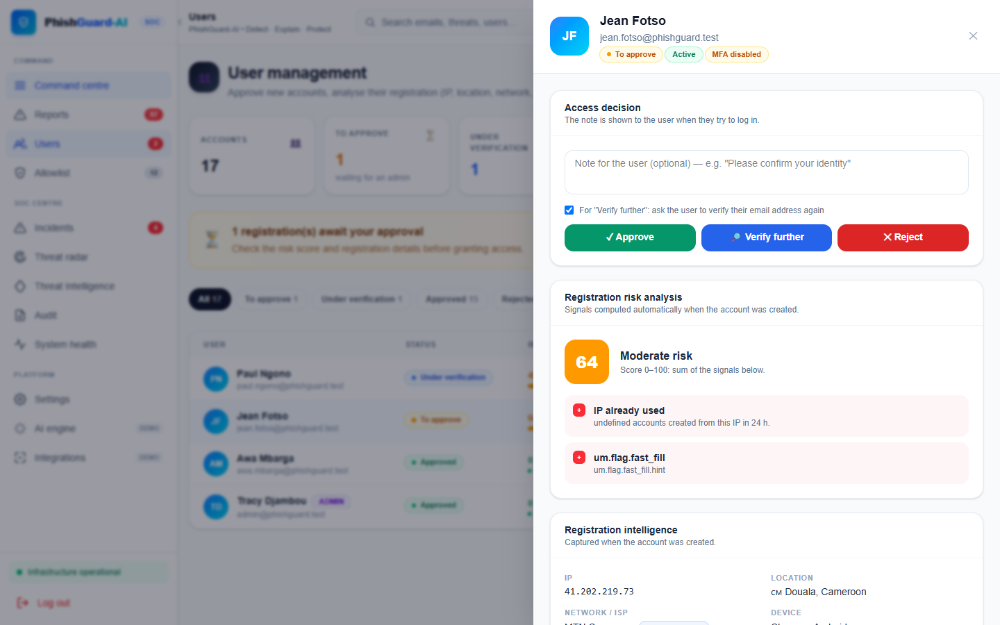 PhishGuard-AI
SOC
COMMAND
Command centre
Reports
Users
Allowlist
SOC CENTRE
Incidents
Threat radar
Threat Intelligence
Audit
System health
PLATFORM
Settings
AI engine
DEMO
Integrations
DEMO
Infrastructure operational
Log out
Users
PhishGuard-AI • Detect · Explain · Protect
Search emails, threats, users...
User management
Approve new accounts, analyse their registration (IP, location, network,
ACCOUNTS
17
TO APPROVE
1
waiting for an admin
UNDER
VERIFICATION
1
1 registration(s) await your approval
Check the risk score and registration details before granting access.
All 17
To approve 1
Under verification 1
Approved 15
Rejected
USER
STATUS
PN
Paul Ngono
paul.ngono@phishguard.test
Under verification
JF
Jean Fotso
jean.fotso@phishguard.test
To approve
AM
Awa Mbarga
awa.mbarga@phishguard.test
Approved
TD
Tracy Djambou
ADMIN
admin@phishguard.test
Approved
JF
Jean Fotso
jean.fotso@phishguard.test
To approve
Active
MFA disabled
Access decision
The note is shown to the user when they try to log in.
Note for the user (optional) — e.g. "Please confirm your identity"
For "Verify further": ask the user to verify their email address again
✓ Approve
Verify further
✕ Reject
Registration risk analysis
Signals computed automatically when the account was created.
64
Moderate risk
Score 0–100: sum of the signals below.
+
IP already used
undefined accounts created from this IP in 24 h.
+
um.flag.fast_fill
um.flag.fast_fill.hint
Registration intelligence
Captured when the account was created.
IP
41.202.219.73
LOCATION
CM Douala, Cameroon
NETWORK / ISP
DEVICE